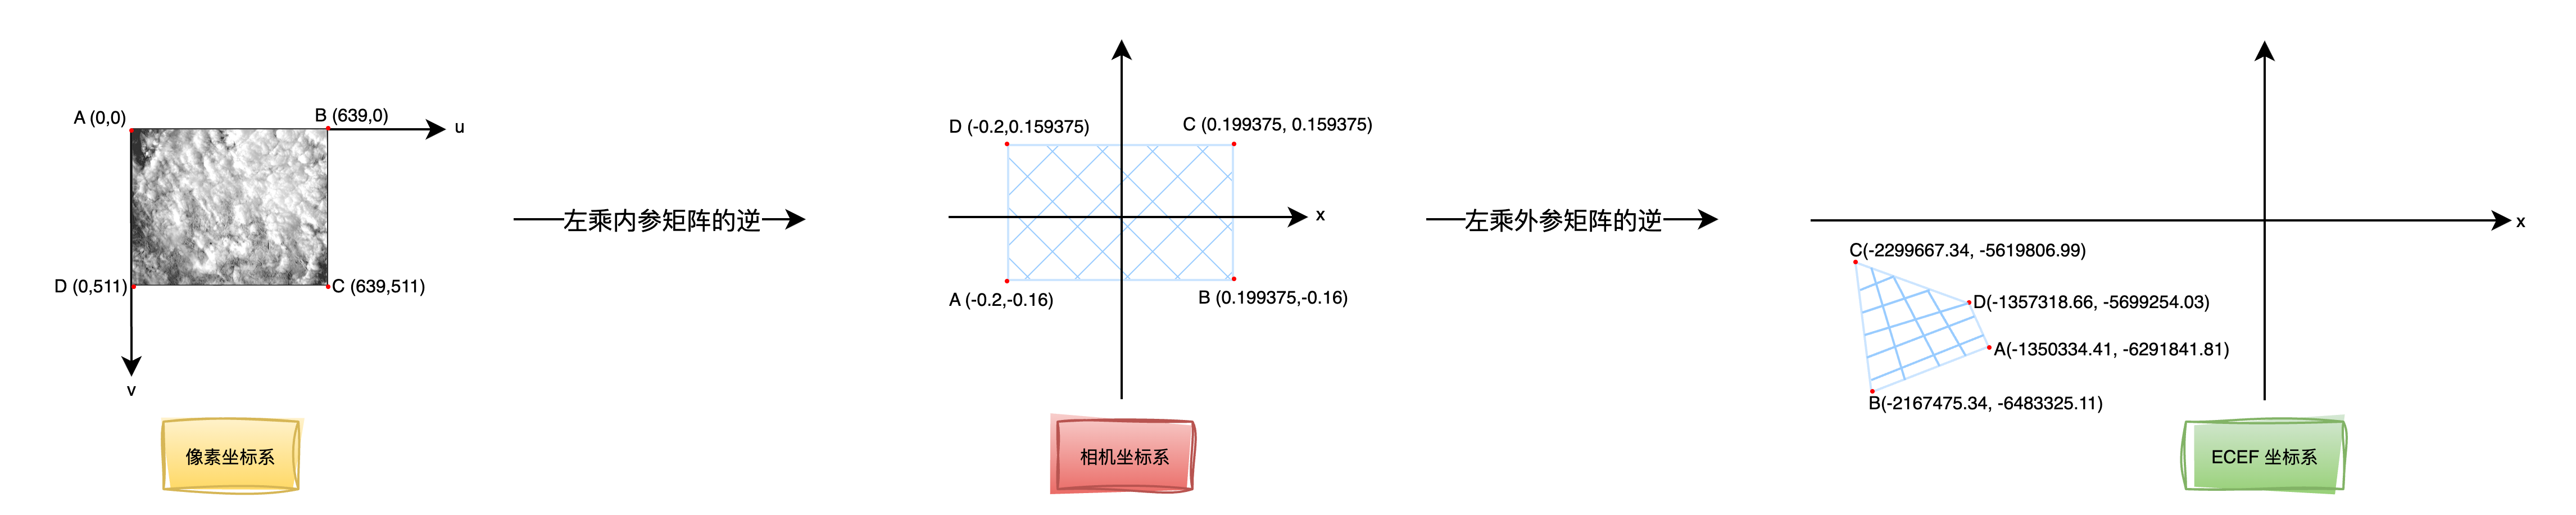 A (0,0)
B (639,0)
u
D (0,511)
C (639,511)
v
像素坐标系
左乘内参矩阵的逆
D (-0.2,0.159375)
C (0.199375, 0.159375)
x
A (-0.2,-0.16)
B (0.199375,-0.16)
相机坐标系
左乘外参矩阵的逆
x
C(-2299667.34, -5619806.99)
D(-1357318.66, -5699254.03)
A(-1350334.41, -6291841.81)
B(-2167475.34, -6483325.11)
ECEF 坐标系